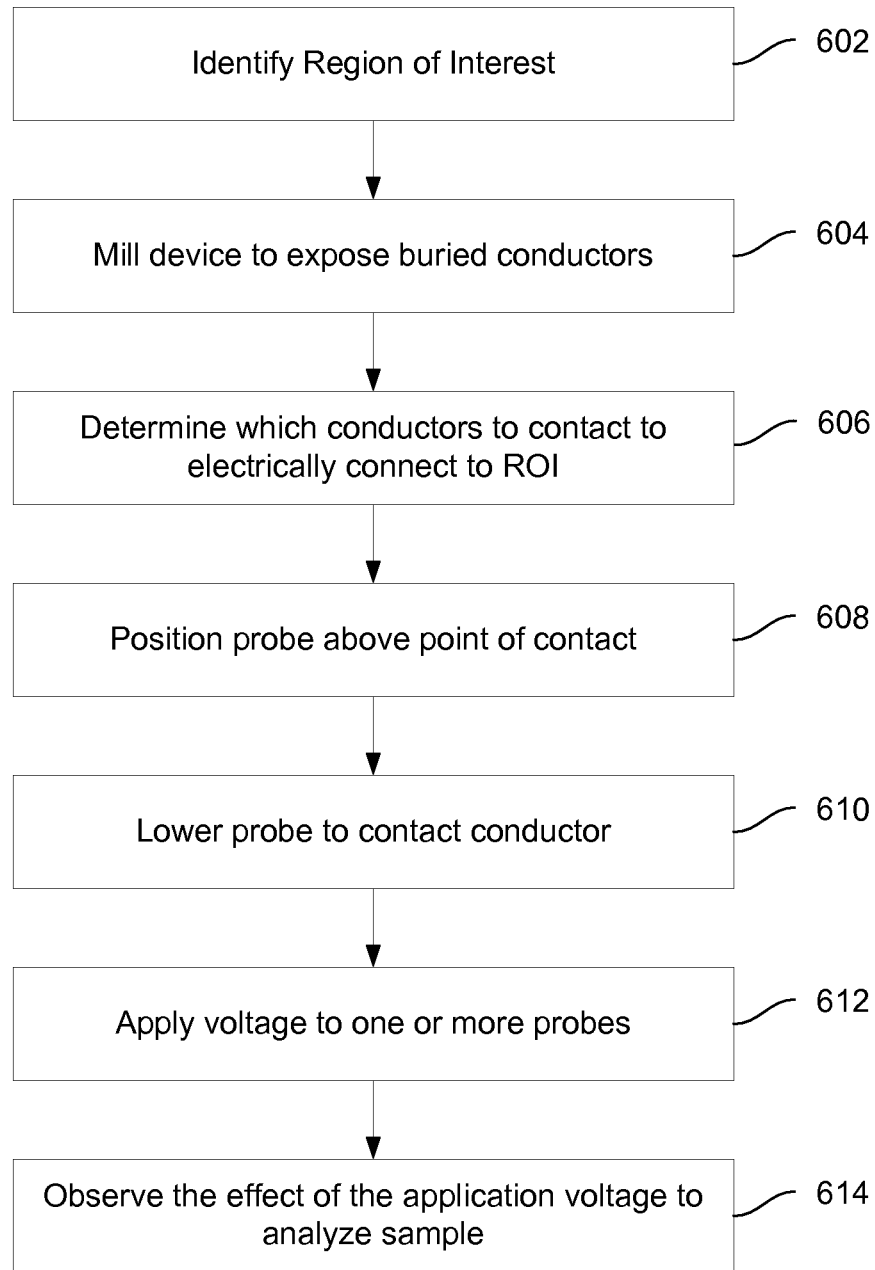 Identify Region of Interest
602
Mill device to expose buried conductors
604
Determine which conductors to contact to
electrically connect to ROI
606
Position probe above point of contact
608
Lower probe to contact conductor
610
Apply voltage to one or more probes
612
Observe the effect of the application voltage to
analyze sample
614